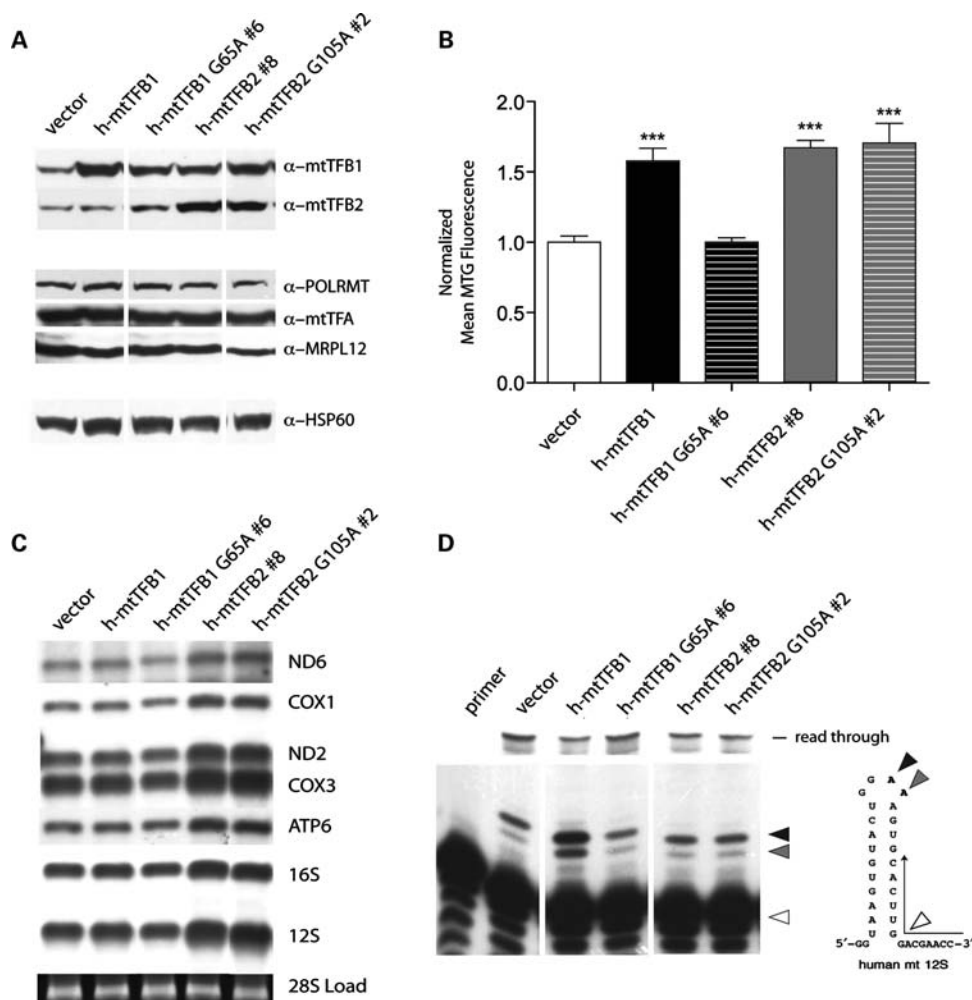 A
vector
h-mtTFB1
h-mtTFB1 G65A #6
h-mtTFB2 #8
h-mtTFB2 G105A #2
α–mtTFB1
α–mtTFB2
α–POLRMT
α–mtTFA
α–MRPL12
α–HSP60
B
Normalized
Mean MTG Fluorescence
2.0
1.5
1.0
0.5
0.0
***
***
***
vector
h-mtTFB1
h-mtTFB1 G65A #6
h-mtTFB2 #8
h-mtTFB2 G105A #2
C
vector
h-mtTFB1
h-mtTFB1 G65A #6
h-mtTFB2 #8
h-mtTFB2 G105A #2
ND6
COX1
ND2
COX3
ATP6
16S
12S
28S Load
D
primer
vector
h-mtTFB1
h-mtTFB1 G65A #6
h-mtTFB2 #8
h-mtTFB2 G105A #2
— read through
G A
G A
U A
C G
A U
U G
G C
U A
G C
A U
A U
U G
5′-GG GACGAACC-3′
human mt 12S